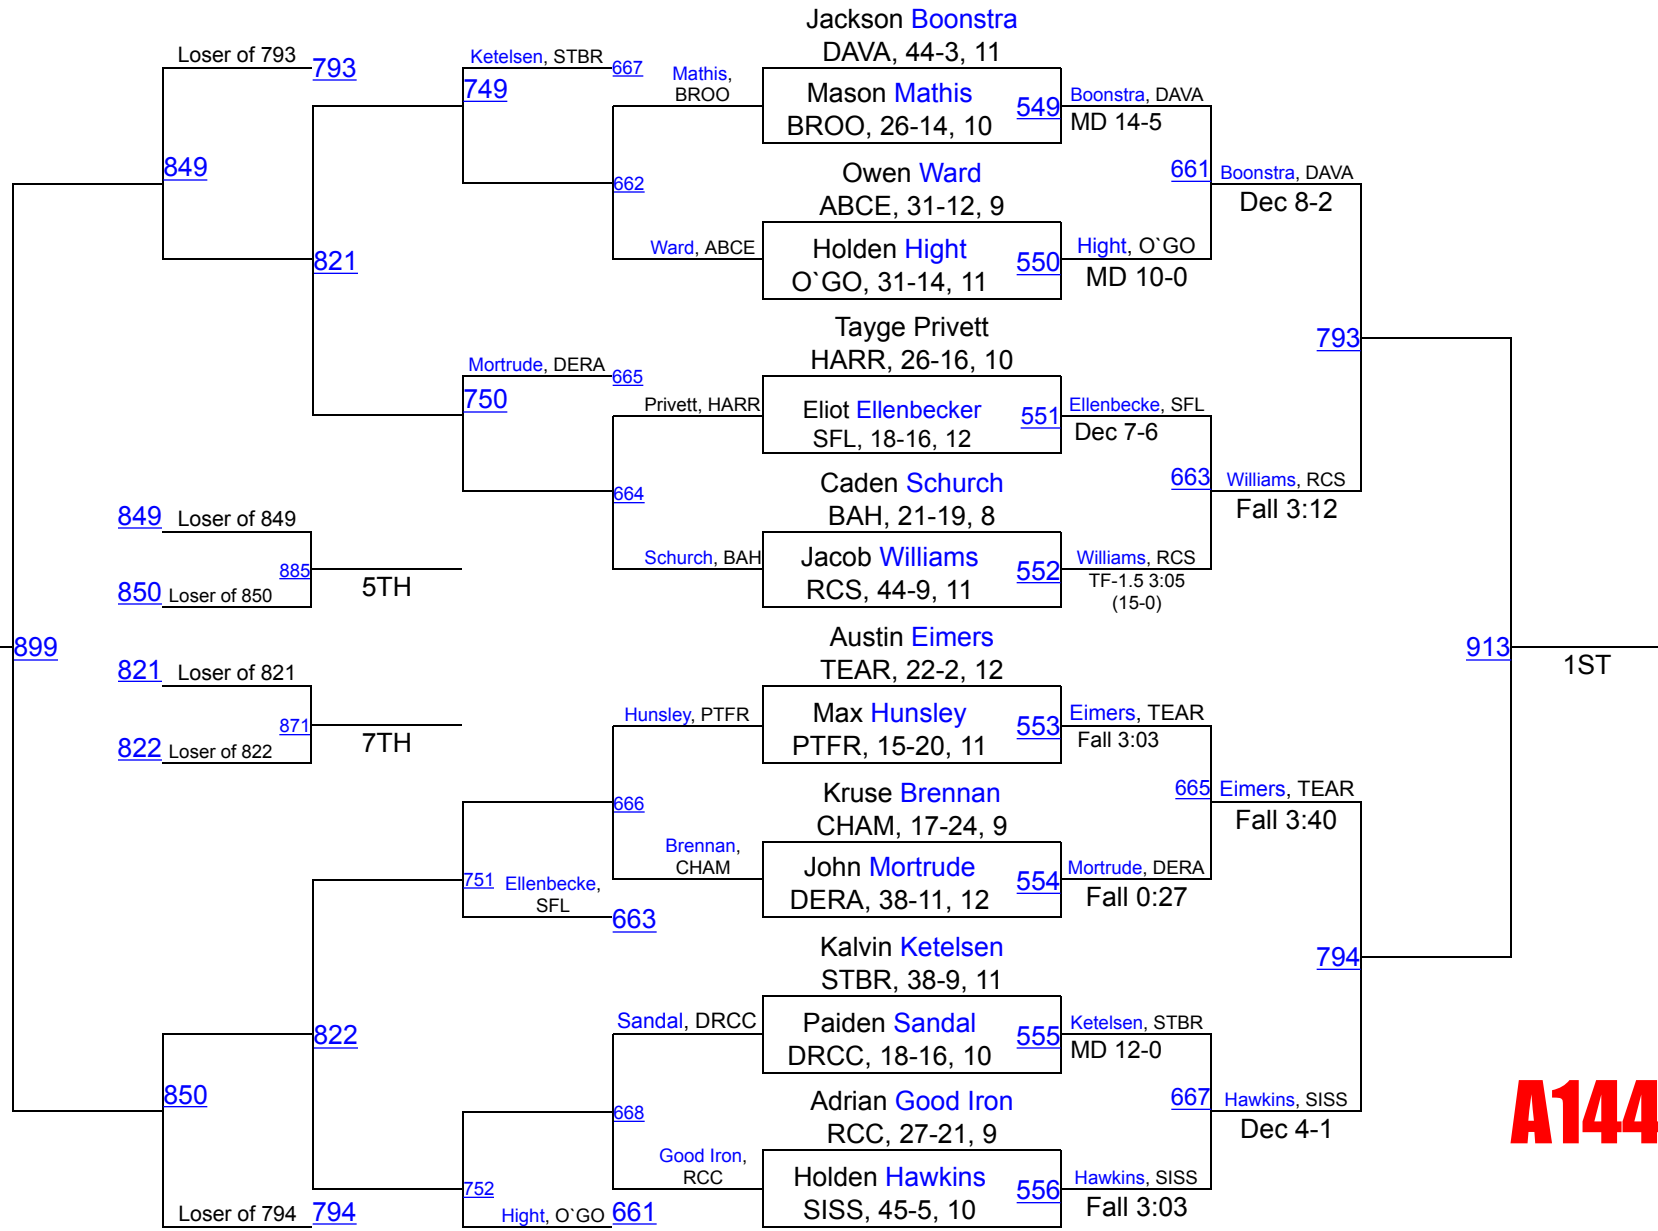 Jackson Boonstra
DAVA, 44-3, 11
Loser of 793
793
Ketelsen, STBR
667
749
Mathis,
BROO
Mason Mathis
BROO, 26-14, 10
549
Boonstra, DAVA
MD 14-5
849
662
Owen Ward
ABCE, 31-12, 9
661
Boonstra, DAVA
Dec 8-2
821
Ward, ABCE
Holden Hight
O`GO, 31-14, 11
550
Hight, O`GO
MD 10-0
Tayge Privett
HARR, 26-16, 10
793
Mortrude, DERA
665
750
Privett, HARR
Eliot Ellenbecker
SFL, 18-16, 12
551
Ellenbecke, SFL
Dec 7-6
664
Caden Schurch
BAH, 21-19, 8
663
Williams, RCS
Fall 3:12
849
Loser of 849
885
5TH
850
Loser of 850
Schurch, BAH
Jacob Williams
RCS, 44-9, 11
552
Williams, RCS
TF-1.5 3:05
(15-0)
899
Austin Eimers
TEAR, 22-2, 12
913
1ST
821
Loser of 821
871
7TH
822
Loser of 822
Hunsley, PTFR
Max Hunsley
PTFR, 15-20, 11
553
Eimers, TEAR
Fall 3:03
666
Kruse Brennan
CHAM, 17-24, 9
665
Eimers, TEAR
Fall 3:40
Brennan,
CHAM
John Mortrude
DERA, 38-11, 12
554
Mortrude, DERA
Fall 0:27
751
Ellenbecke,
SFL
663
Kalvin Ketelsen
STBR, 38-9, 11
794
822
Sandal, DRCC
Paiden Sandal
DRCC, 18-16, 10
555
Ketelsen, STBR
MD 12-0
850
668
Adrian Good Iron
RCC, 27-21, 9
667
Hawkins, SISS
Dec 4-1
A144
Good Iron,
RCC
Holden Hawkins
SISS, 45-5, 10
556
Hawkins, SISS
Fall 3:03
752
Loser of 794
794
Hight, O`GO
661